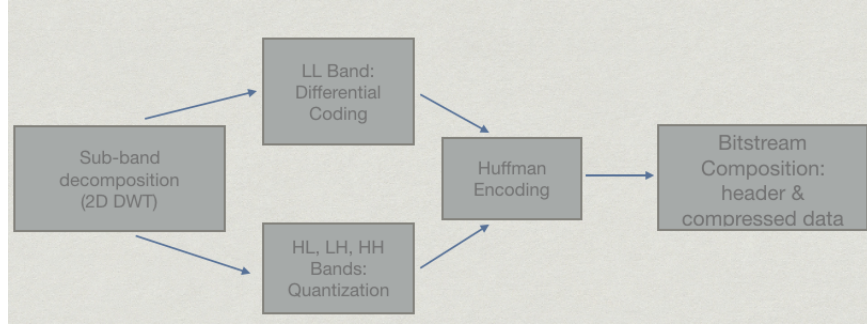 Sub-band
decomposition
(2D DWT)
LL Band:
Differential
Coding
HL, LH, HH
Bands:
Quantization
Huffman
Encoding
Bitstream
Composition:
header &
compressed data